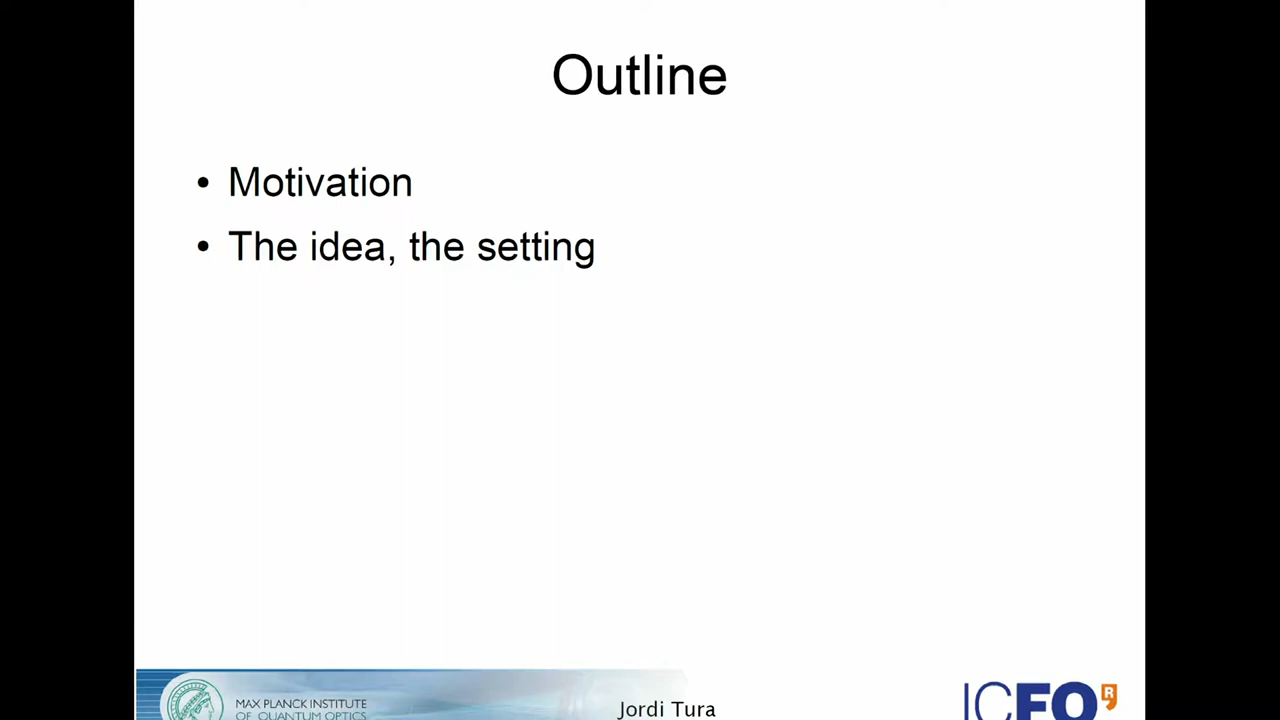 Outline
• Motivation
• The idea, the setting
MAX PLANCK INSTITUTE
OF QUANTUM OPTICS
Jordi Tura
ICFO R